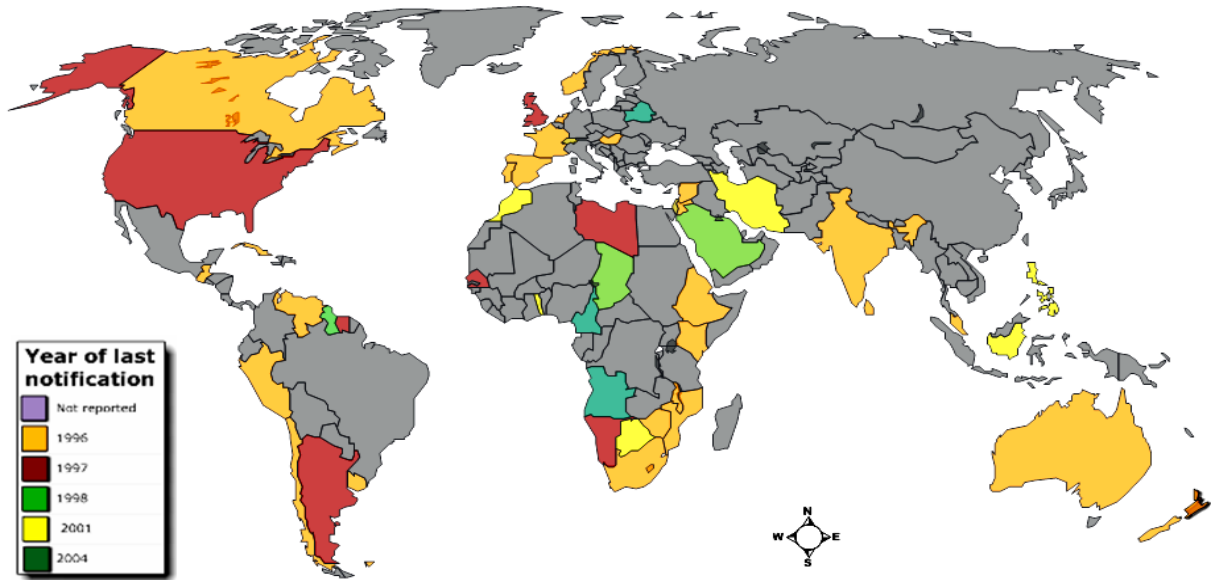 Year of last
notification
Not reported
1996
1997
1998
2001
2004
N
W E
S